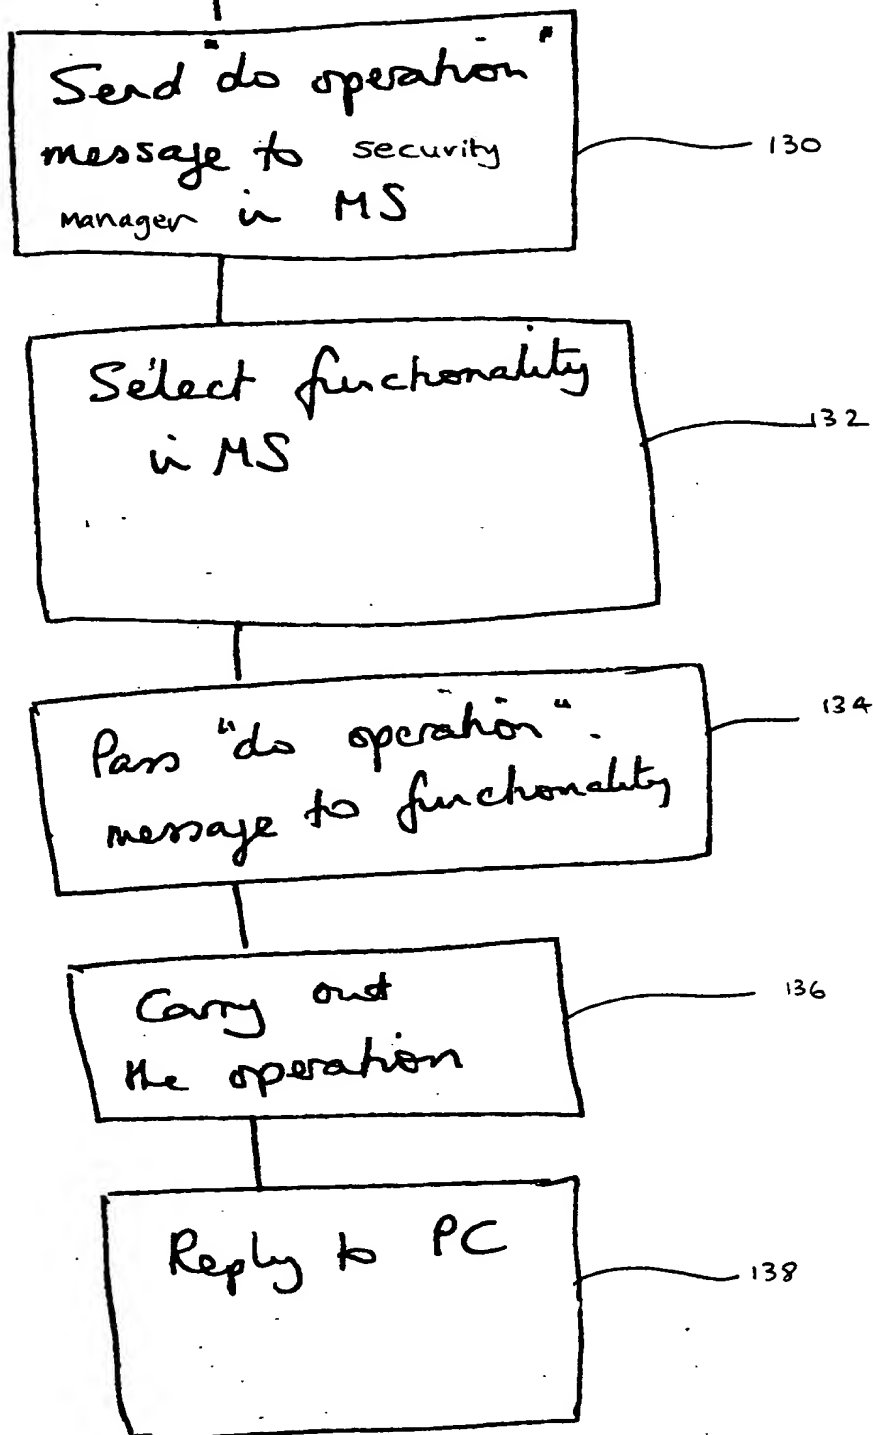 Send "do operation"
message to security
manager in MS
130
Select functionality
in MS
132
Pass "do operation"
message to functionality
134
Carry out
the operation
136
Reply to PC
138